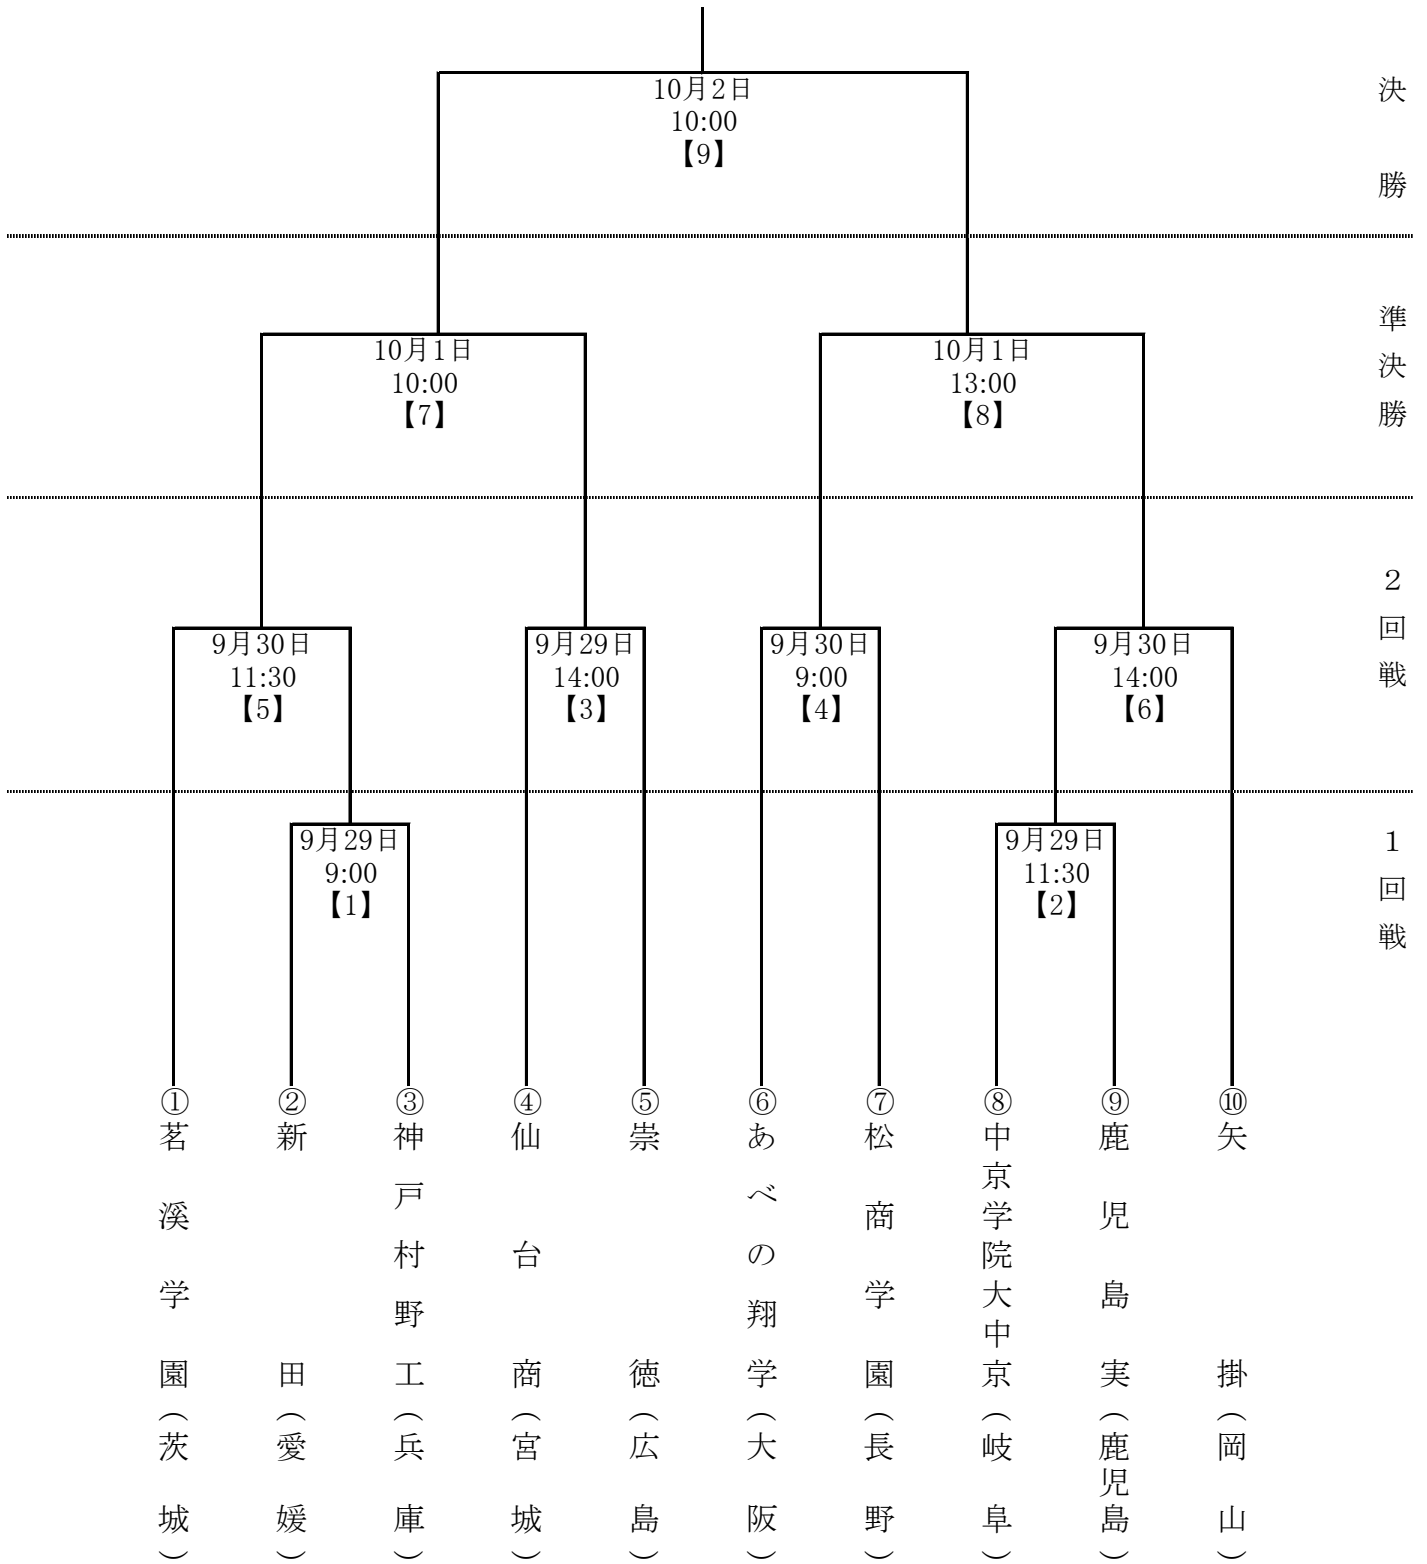 決勝
10月2日
10:00
【9】
準決勝
10月1日
10:00
【7】
10月1日
13:00
【8】
2回戦
9月30日
11:30
【5】
9月29日
14:00
【3】
9月30日
9:00
【4】
9月30日
14:00
【6】
1回戦
9月29日
9:00
【1】
9月29日
11:30
【2】
①茗溪学園(茨城)
②新田(愛媛)
③神戸村野工(兵庫)
④仙台商(宮城)
⑤崇徳(広島)
⑥あべの翔学(大阪)
⑦松商学園(長野)
⑧中京学院大中京(岐阜)
⑨鹿児島実(鹿児島)
⑩矢掛(岡山)